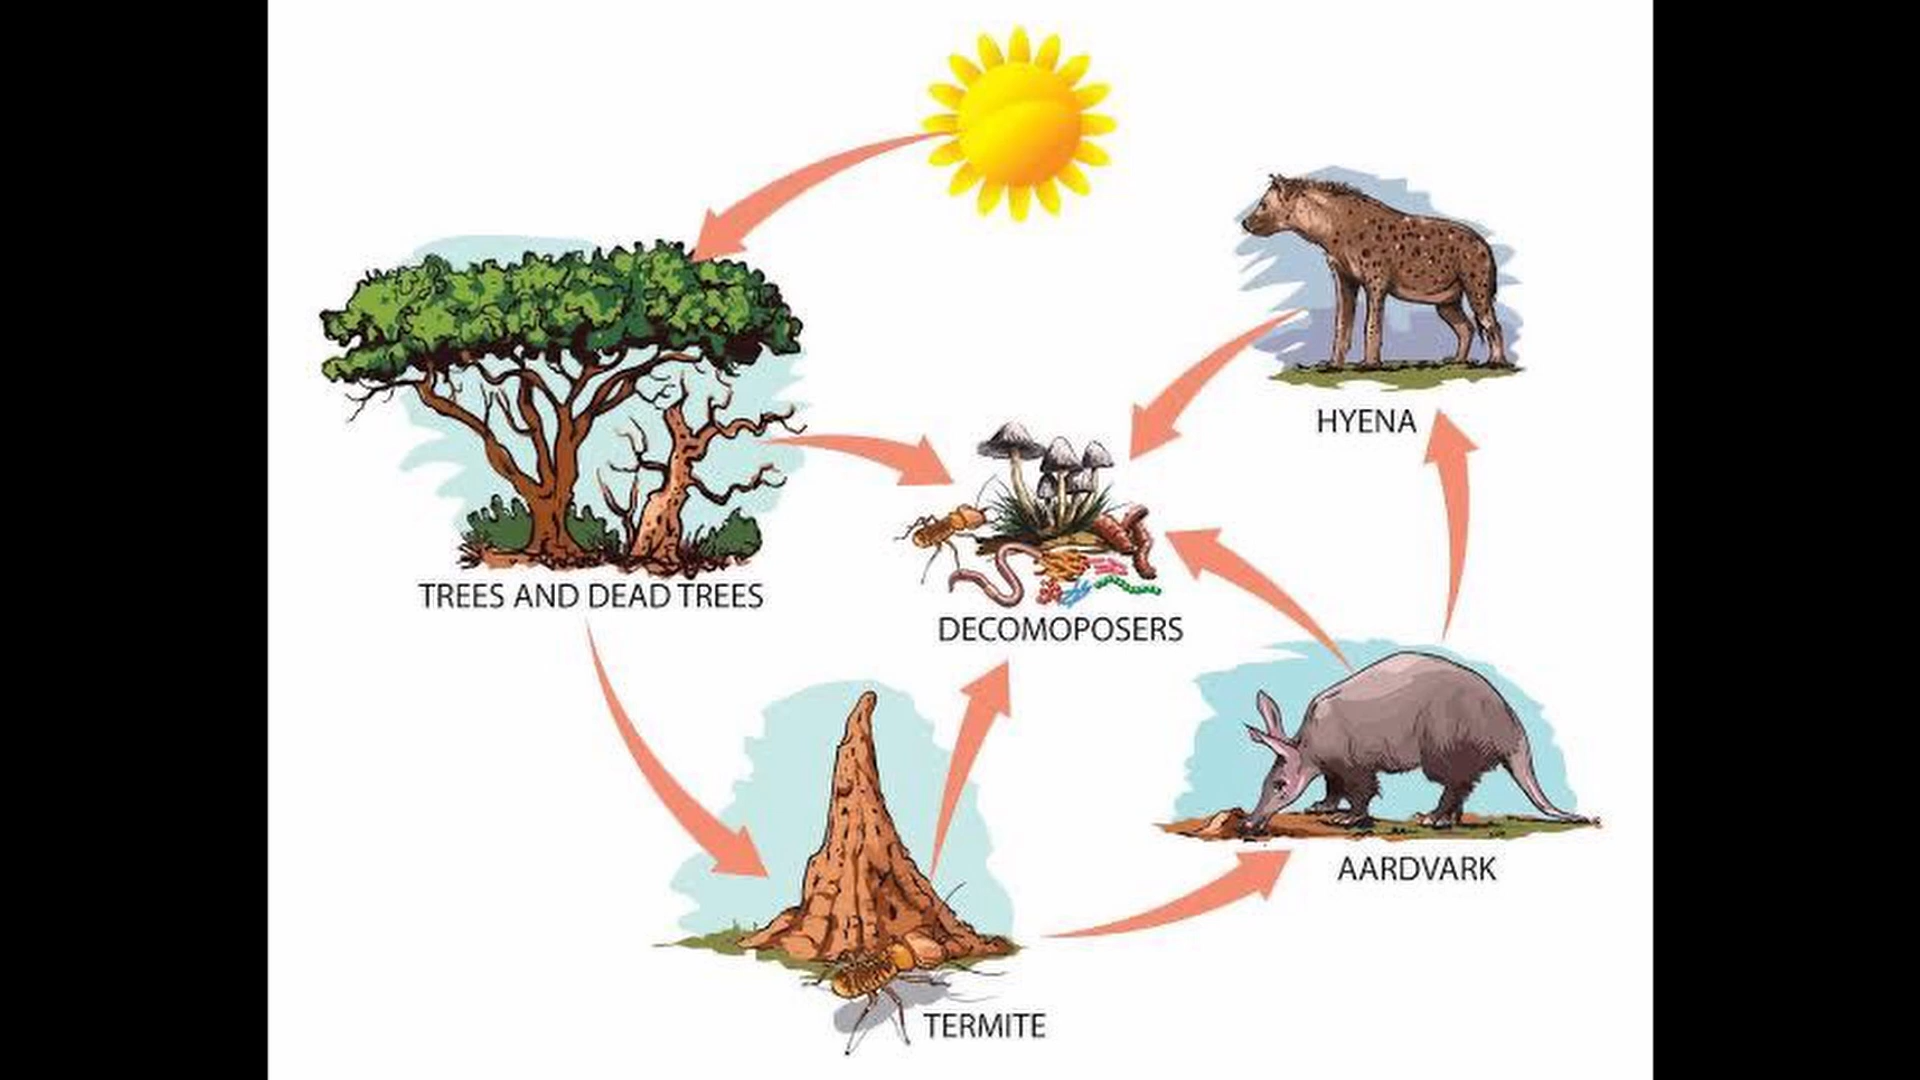 HYENA
TREES AND DEAD TREES
DECOMOPOSERS
AARDVARK
TERMITE